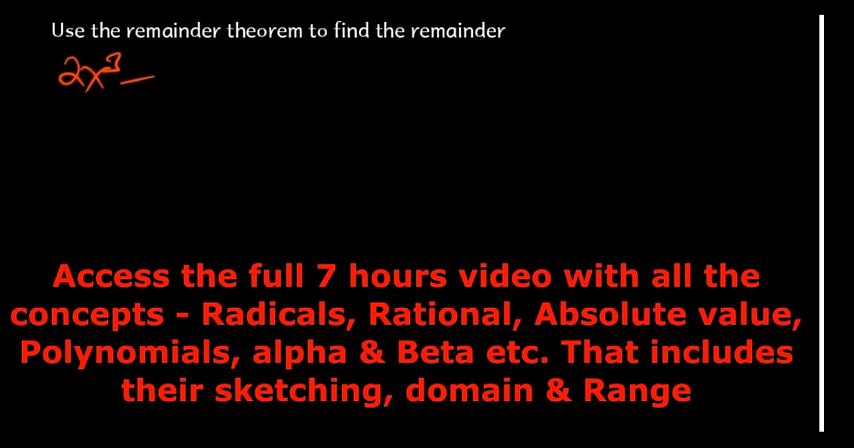 Use the remainder theorem to find the remainder
2x³ —
Access the full 7 hours video with all the
concepts - Radicals, Rational, Absolute value,
Polynomials, alpha & Beta etc. That includes
their sketching, domain & Range